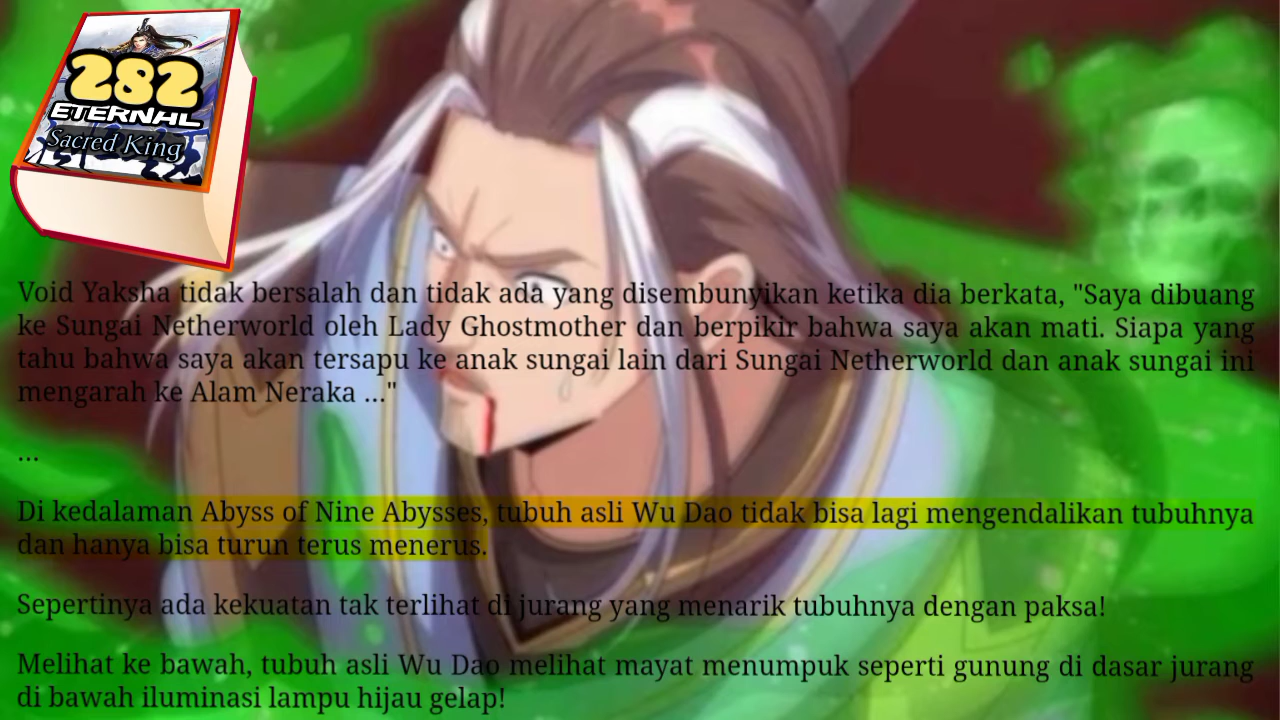 282
ETERNAL
Sacred King
Void Yaksha tidak bersalah dan tidak ada yang disembunyikan ketika dia berkata, "Saya dibuang
ke Sungai Netherworld oleh Lady Ghostmother dan berpikir bahwa saya akan mati. Siapa yang
tahu bahwa saya akan tersapu ke anak sungai lain dari Sungai Netherworld dan anak sungai ini
mengarah ke Alam Neraka ..."
...
Di kedalaman Abyss of Nine Abysses, tubuh asli Wu Dao tidak bisa lagi mengendalikan tubuhnya
dan hanya bisa turun terus menerus.
Sepertinya ada kekuatan tak terlihat di jurang yang menarik tubuhnya dengan paksa!
Melihat ke bawah, tubuh asli Wu Dao melihat mayat menumpuk seperti gunung di dasar jurang
di bawah iluminasi lampu hijau gelap!